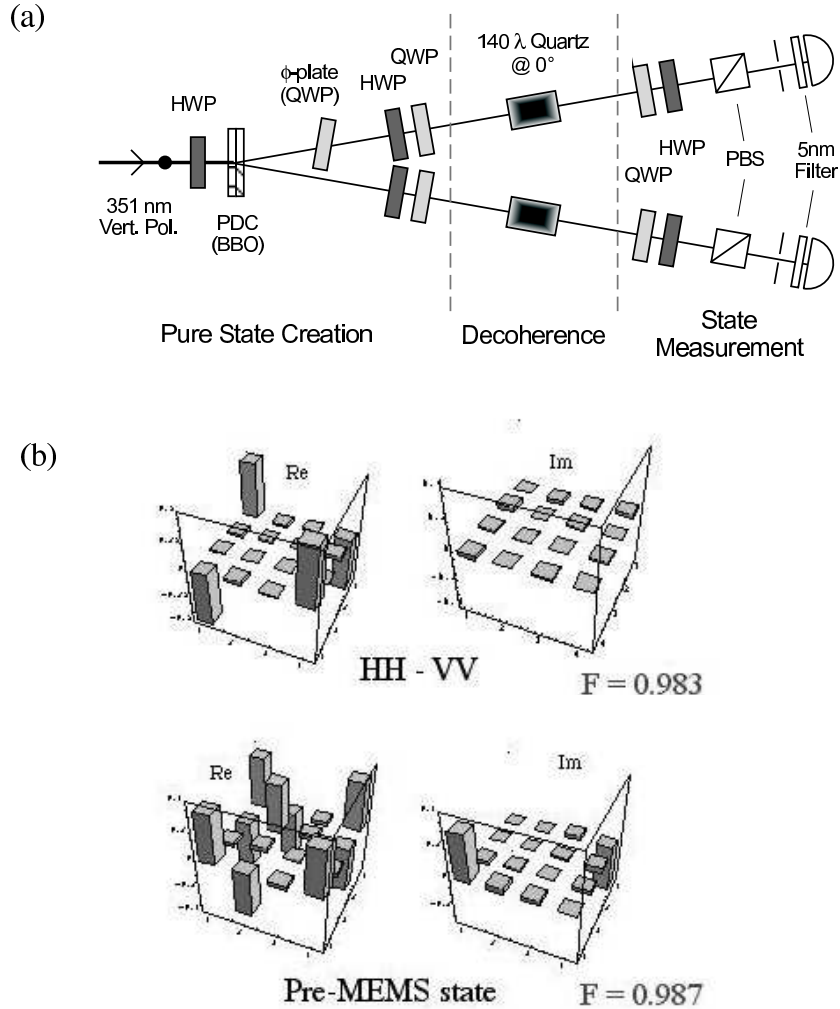 (a)
HWP
ϕ-plate
(QWP)
HWP
QWP
140 λ Quartz
@ 0°
351 nm
Vert. Pol.
PDC
(BBO)
QWP
HWP
PBS
5nm
Filter
Pure State Creation
Decoherence
State
Measurement
(b)
Re
Im
HH - VV
F = 0.983
Re
Im
Pre-MEMS state
F = 0.987